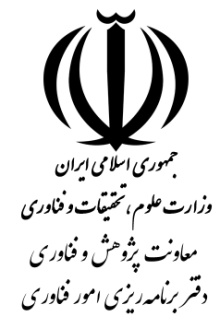 جمهوری اسلامی ایران
وزارت علوم، تحقیقات و فناوری
معاونت پژوهش و فناوری
دفتر برنامه‌ریزی امور فناوری